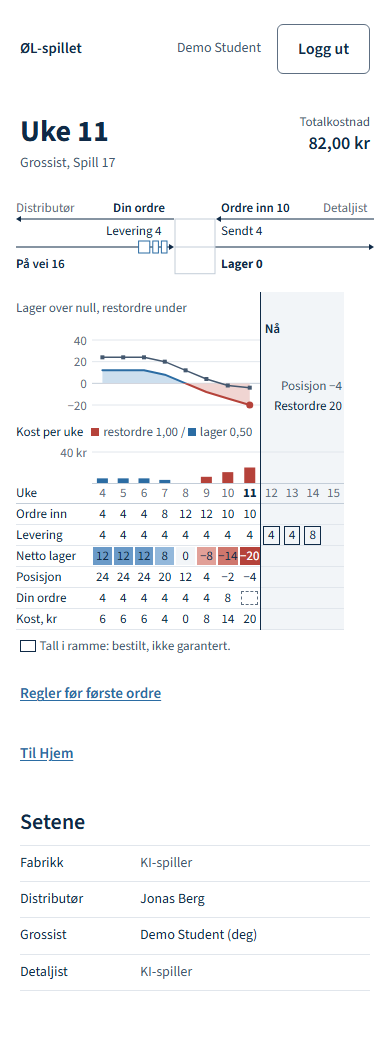 ØL-spillet Demo Student Logg ut
Uke 11 Totalkostnad
82,00 kr
Grossist, Spill 17
Distributør Din ordre Ordre inn 10 Detaljist
Levering 4 Sendt 4
På vei 16 Lager 0
Lager over null, restordre under
Nå
40
20
0 Posisjon −4
−20 Restordre 20
Kost per uke restordre 1,00 / lager 0,50
40 kr
Uke 4 5 6 7 8 9 10 11 12 13 14 15
Ordre inn 4 4 4 8 12 12 10 10
Levering 4 4 4 4 4 4 4 4 4 4 8
Netto lager 12 12 12 8 0 −8 −14 −20
Posisjon 24 24 24 20 12 4 −2 −4
Din ordre 4 4 4 4 4 4 8
Kost, kr 6 6 6 4 0 8 14 20
Tall i ramme: bestilt, ikke garantert.
Regler før første ordre
Til Hjem
Setene
Fabrikk KI-spiller
Distributør Jonas Berg
Grossist Demo Student (deg)
Detaljist KI-spiller